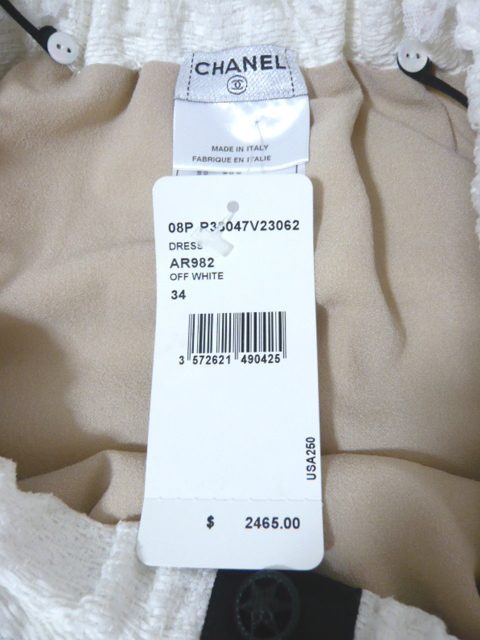 CHANEL
MADE IN ITALY
FABRIQUE EN ITALIE
08P P33047V23062
DRESS
AR982
OFF WHITE
34
3 572621 490425
USA250
$ 2465.00